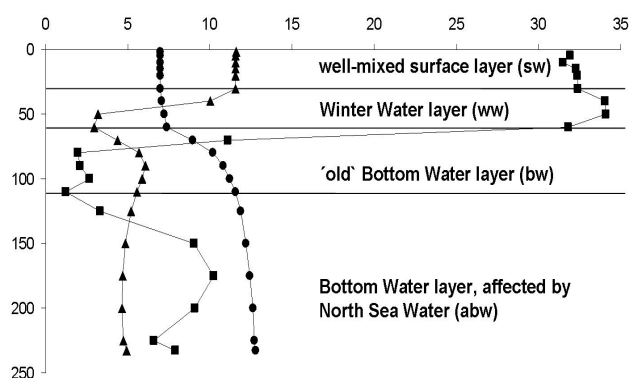 0 5 10 15 20 25 30 35
0
well-mixed surface layer (sw)
50
Winter Water layer (ww)
´old` Bottom Water layer (bw)
100
150
Bottom Water layer, affected by
North Sea Water (abw)
200
250